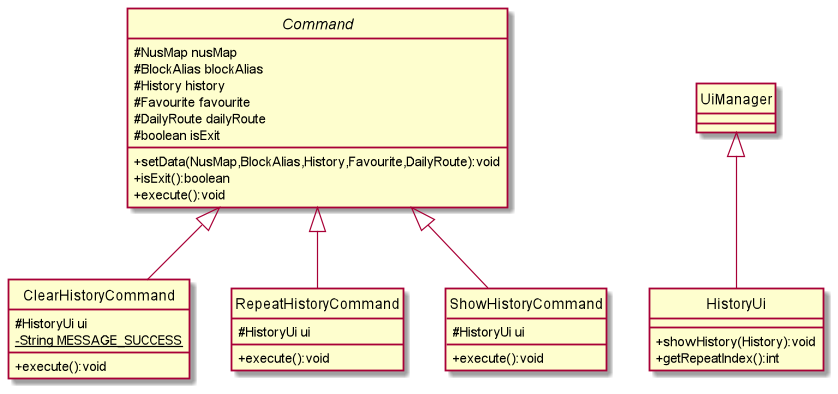 Command
#NusMap nusMap
#BlockAlias blockAlias
#History history
#Favourite favourite
#DailyRoute dailyRoute
#boolean isExit
+setData(NusMap,BlockAlias,History,Favourite,DailyRoute):void
+isExit():boolean
+execute():void
UiManager
ClearHistoryCommand
#HistoryUi ui
-String MESSAGE_SUCCESS
+execute():void
RepeatHistoryCommand
#HistoryUi ui
+execute():void
ShowHistoryCommand
#HistoryUi ui
+execute():void
HistoryUi
+showHistory(History):void
+getRepeatIndex():int